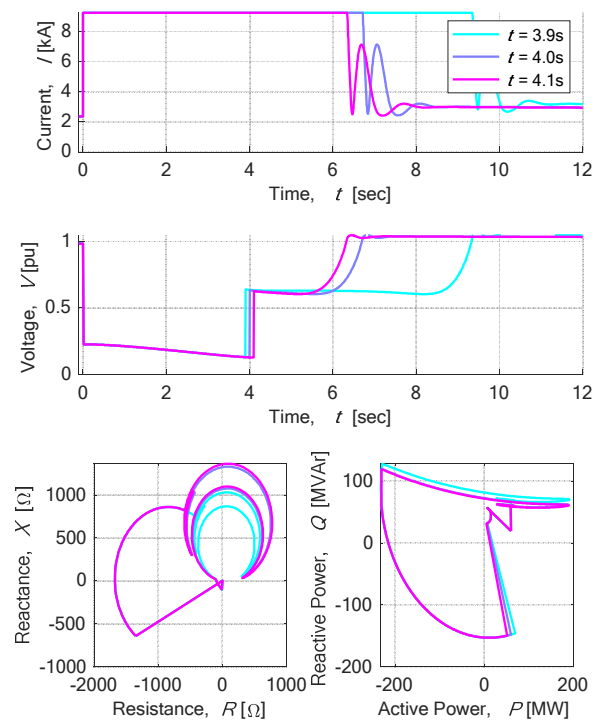 Current, I [kA]
8
6
4
2
0
t = 3.9s
t = 4.0s
t = 4.1s
0 2 4 6 8 10 12
Time, t [sec]
Voltage, V [pu]
1
0.5
0
0 2 4 6 8 10 12
Time, t [sec]
Reactance, X [Ω]
1000
500
0
-500
-1000
-2000 -1000 0 1000
Resistance, R [Ω]
Reactive Power, Q [MVAr]
100
0
-100
-200
-200 -100 0 100 200
Active Power, P [MW]